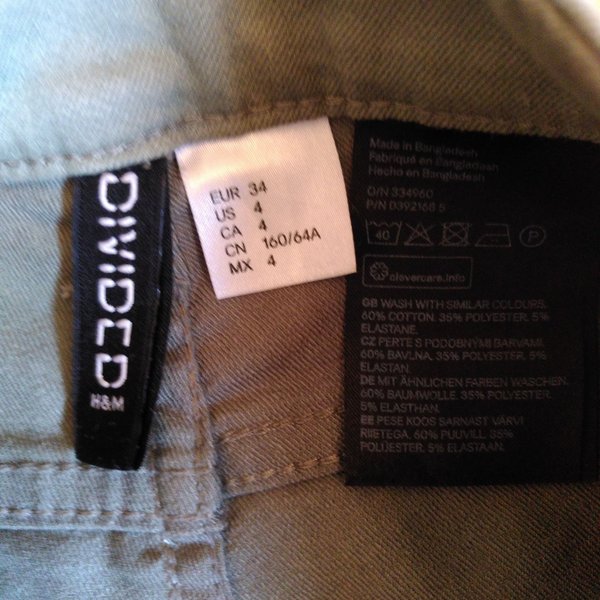 DIVIDED
H&M
EUR 34
US 4
CA 4
CN 160/64A
MX 4
Made in Bangladesh
Fabriqué en Bangladesh
Hecho en Bangladesh
O/N 334960
P/N D392168 5
40 P
clevercare.info
GB WASH WITH SIMILAR COLOURS.
60% COTTON. 35% POLYESTER. 5%
ELASTANE.
CZ PERTE S PODOBNÝMI BARVAMI.
60% BAVLNA. 35% POLYESTER. 5%
ELASTAN.
DE MIT ÄHNLICHEN FARBEN WASCHEN.
60% BAUMWOLLE. 35% POLYESTER.
5% ELASTHAN.
EE PESE KOOS SARNAST VÄRVI
RIIETEGA. 60% PUUVILL. 35%
POLÜESTER. 5% ELASTAAN.